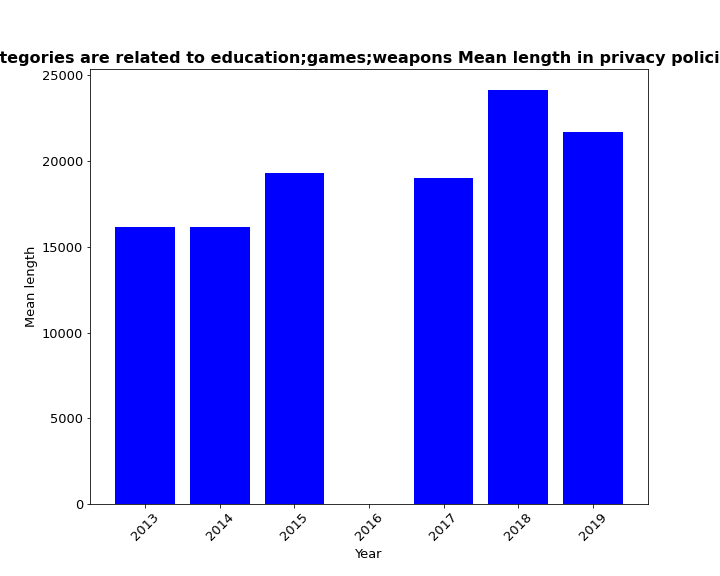 tegories are related to education;games;weapons Mean length in privacy polici
25000
20000
15000
10000
5000
0
Mean length
2013 2014 2015 2016 2017 2018 2019
Year